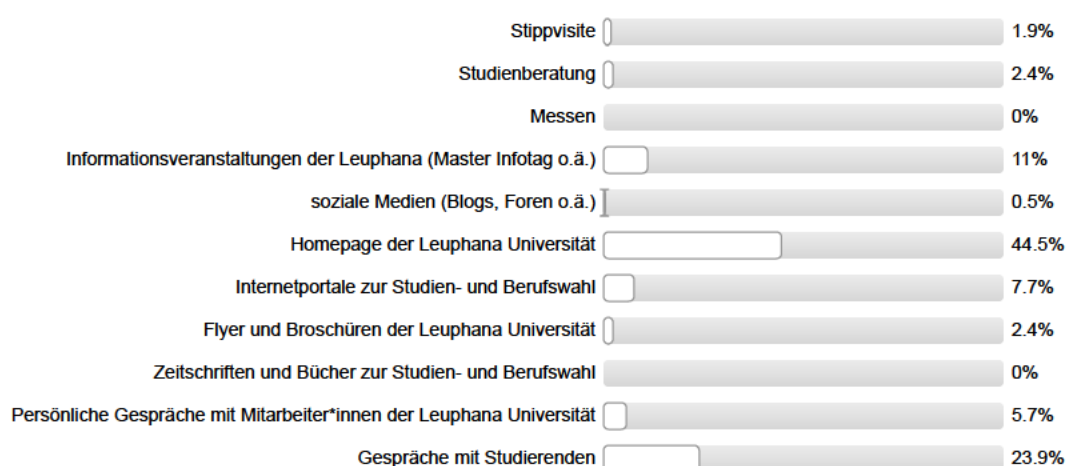 Stippvisite 1.9%
Studienberatung 2.4%
Messen 0%
Informationsveranstaltungen der Leuphana (Master Infotag o.ä.) 11%
soziale Medien (Blogs, Foren o.ä.) 0.5%
Homepage der Leuphana Universität 44.5%
Internetportale zur Studien- und Berufswahl 7.7%
Flyer und Broschüren der Leuphana Universität 2.4%
Zeitschriften und Bücher zur Studien- und Berufswahl 0%
Persönliche Gespräche mit Mitarbeiter*innen der Leuphana Universität 5.7%
Gespräche mit Studierenden 23.9%